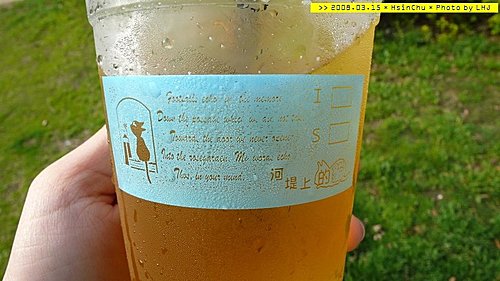 >> 2008.03.15 × HsinChu × Photo by LHJ
Footfalls echo in the memory
Down the passage which we did not take
Towards the door we never opened
Into the rosegarden. My words echo
Thus, in your mind.
I
S
河堤上的